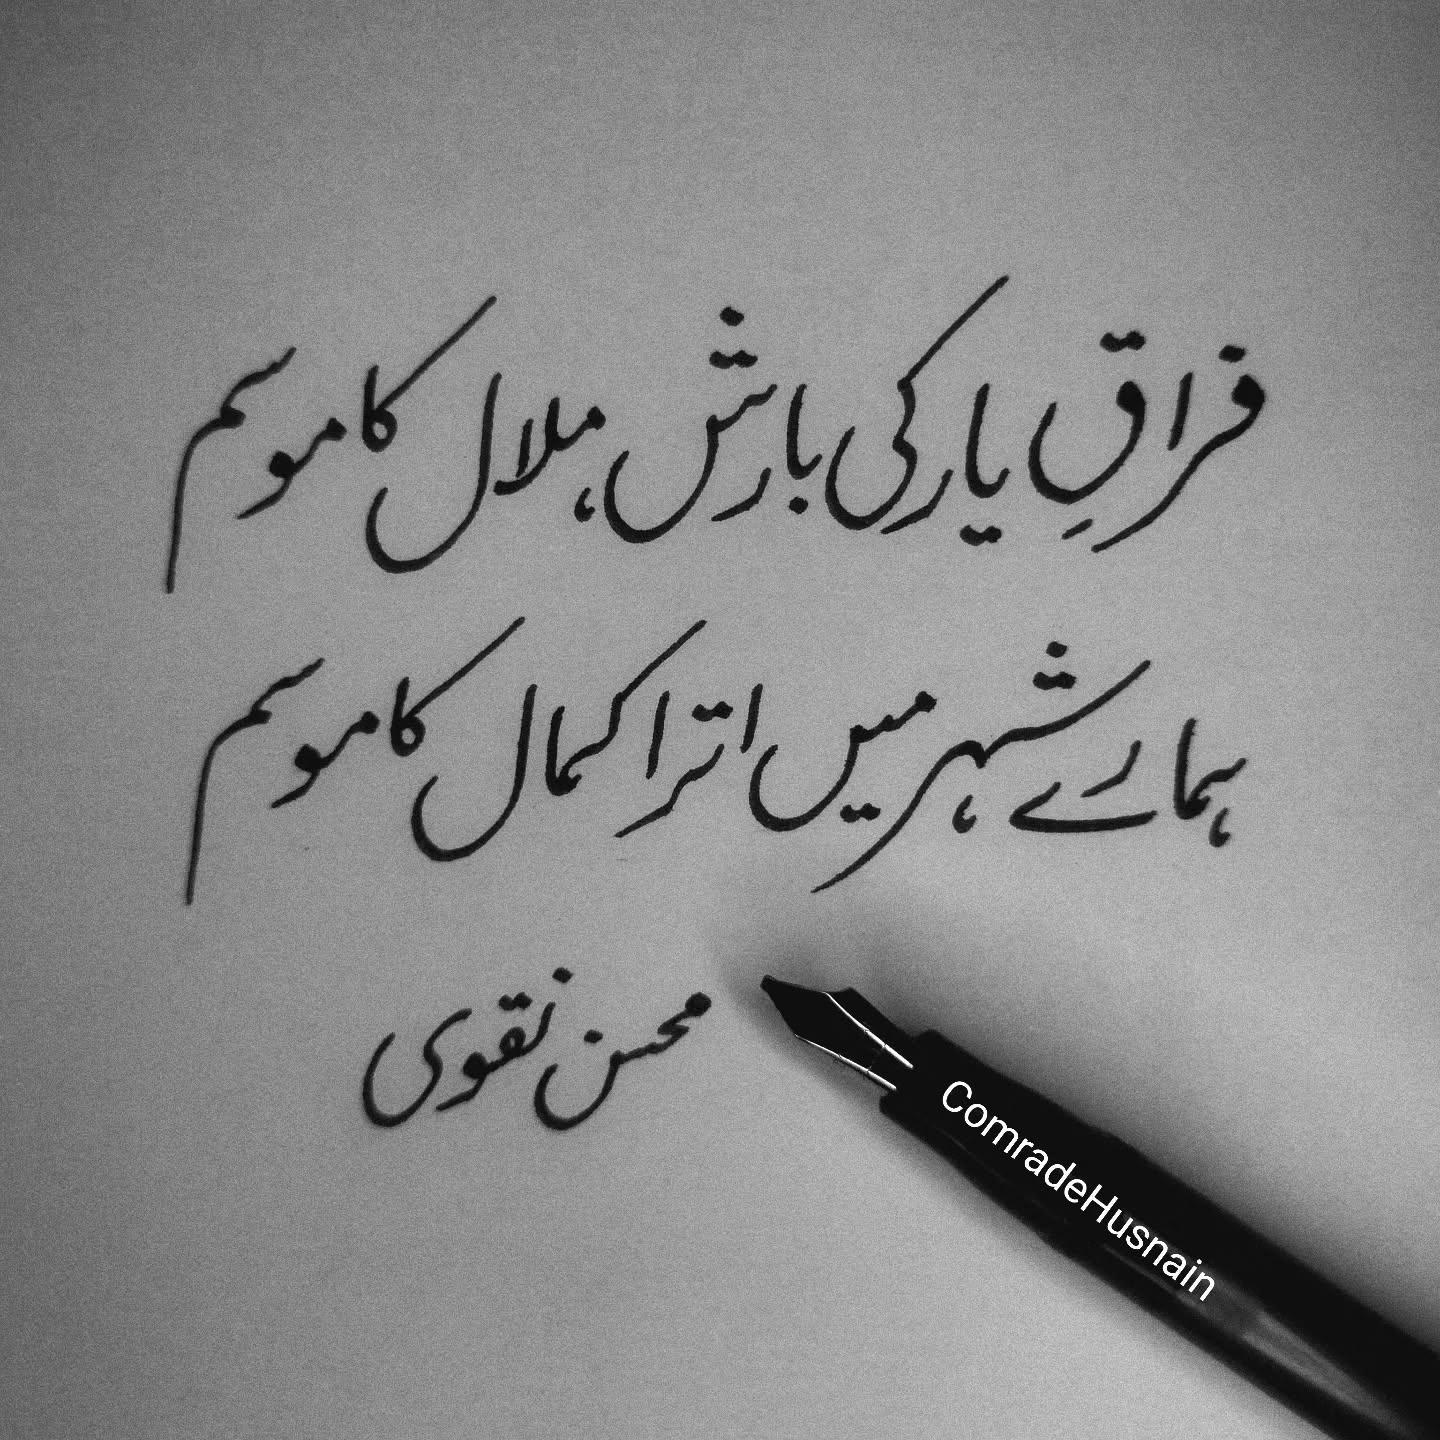 فراقِ یار کی بارش، ملال کا موسم
ہمارے شہر میں اترا کمال کا موسم
محسن نقوی
ComradeHusnain